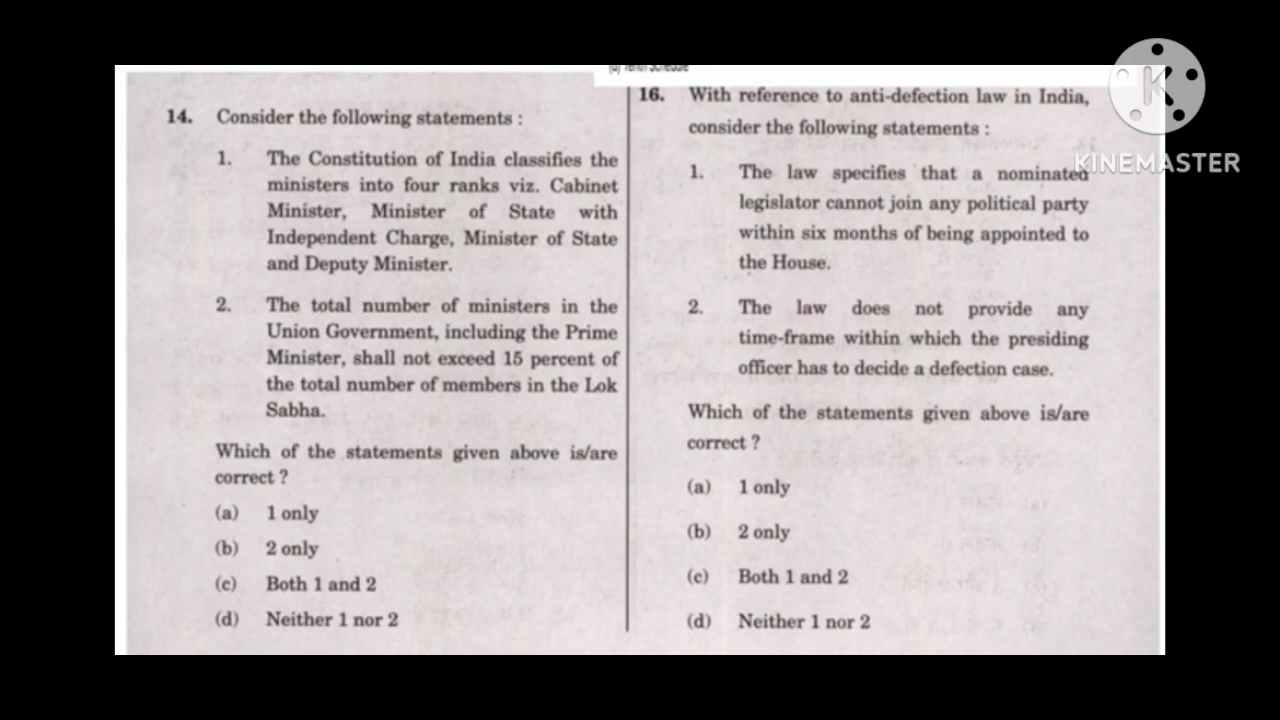 14. Consider the following statements :
1. The Constitution of India classifies the
ministers into four ranks viz. Cabinet
Minister, Minister of State with
Independent Charge, Minister of State
and Deputy Minister.
2. The total number of ministers in the
Union Government, including the Prime
Minister, shall not exceed 15 percent of
the total number of members in the Lok
Sabha.
Which of the statements given above is/are
correct ?
(a) 1 only
(b) 2 only
(c) Both 1 and 2
(d) Neither 1 nor 2
16. With reference to anti-defection law in India,
consider the following statements :
1. The law specifies that a nominated
legislator cannot join any political party
within six months of being appointed to
the House.
2. The law does not provide any
time-frame within which the presiding
officer has to decide a defection case.
Which of the statements given above is/are
correct ?
(a) 1 only
(b) 2 only
(c) Both 1 and 2
(d) Neither 1 nor 2
K
KINEMASTER